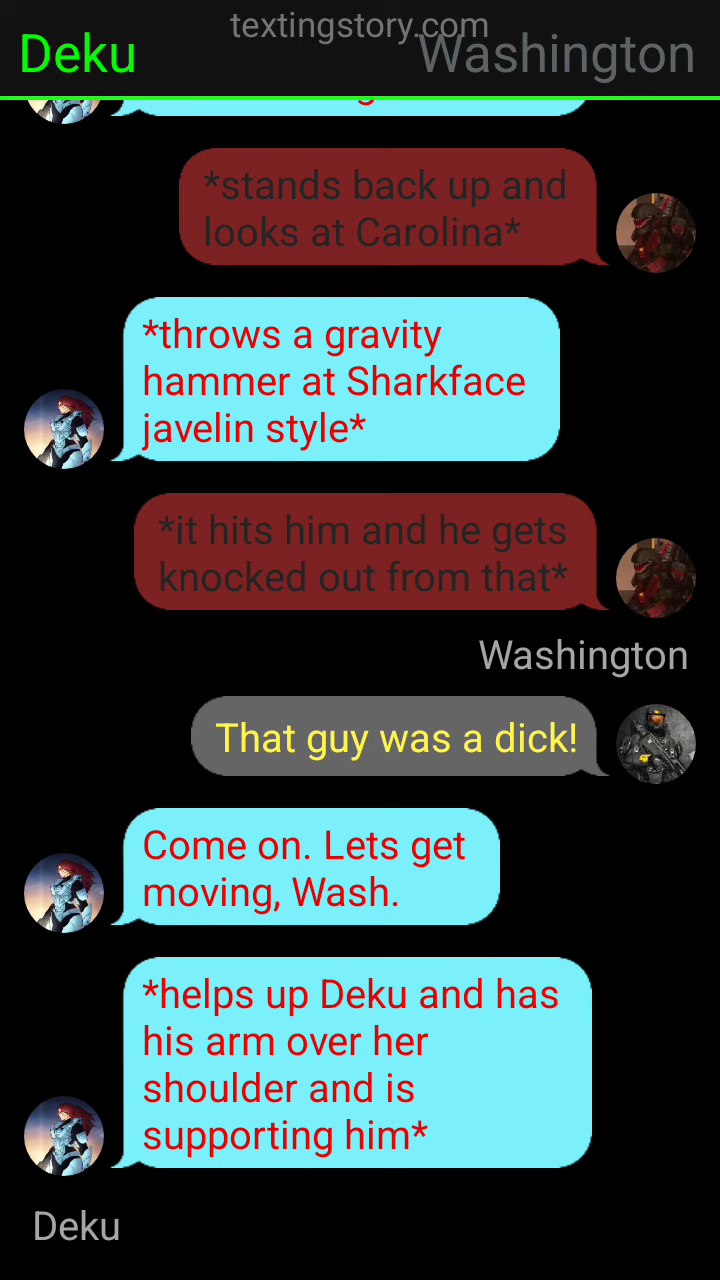 textingstory.com
Deku
Washington
*stands back up and
looks at Carolina*
*throws a gravity
hammer at Sharkface
javelin style*
*it hits him and he gets
knocked out from that*
Washington
That guy was a dick!
Come on. Lets get
moving, Wash.
*helps up Deku and has
his arm over her
shoulder and is
supporting him*
Deku